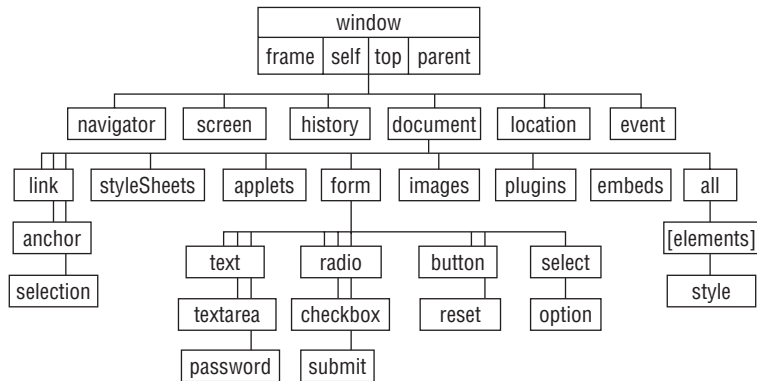 window
frame self top parent
navigator screen history document location event
link styleSheets applets form images plugins embeds all
anchor [elements]
text radio button select
selection style
textarea checkbox reset option
password submit